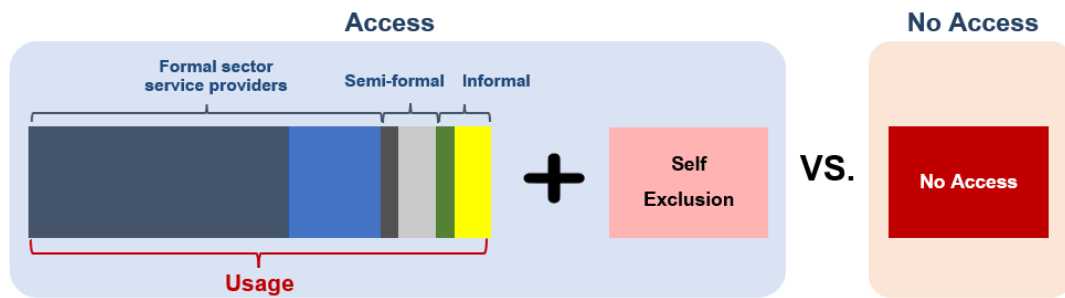 Access
No Access
Formal sector
service providers
Semi-formal
Informal
Self
Exclusion
VS.
No Access
Usage